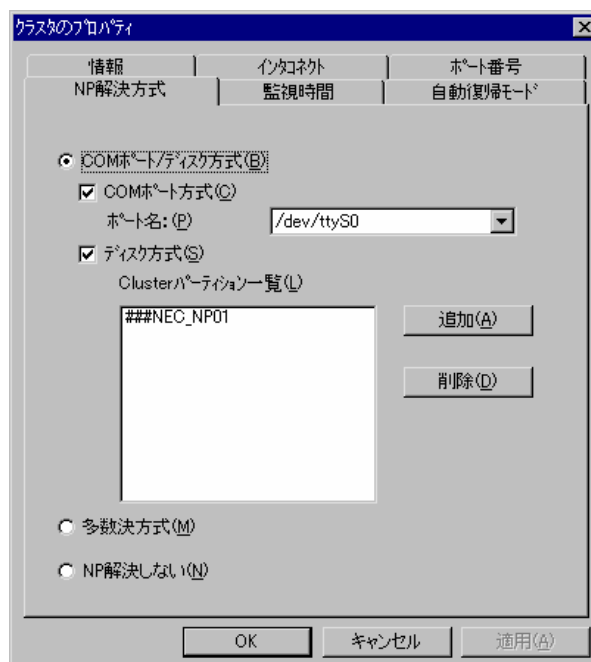 クラスタのプロパティ
情報 インタコネクト ポート番号
NP解決方式 監視時間 自動復帰モード
COMポート/ディスク方式(B)
COMポート方式(C)
ポート名:(P) /dev/ttyS0
ディスク方式(S)
Clusterパーティション一覧(L)
###NEC_NP01
追加(A)
削除(D)
多数決方式(M)
NP解決しない(N)
OK キャンセル 適用(A)